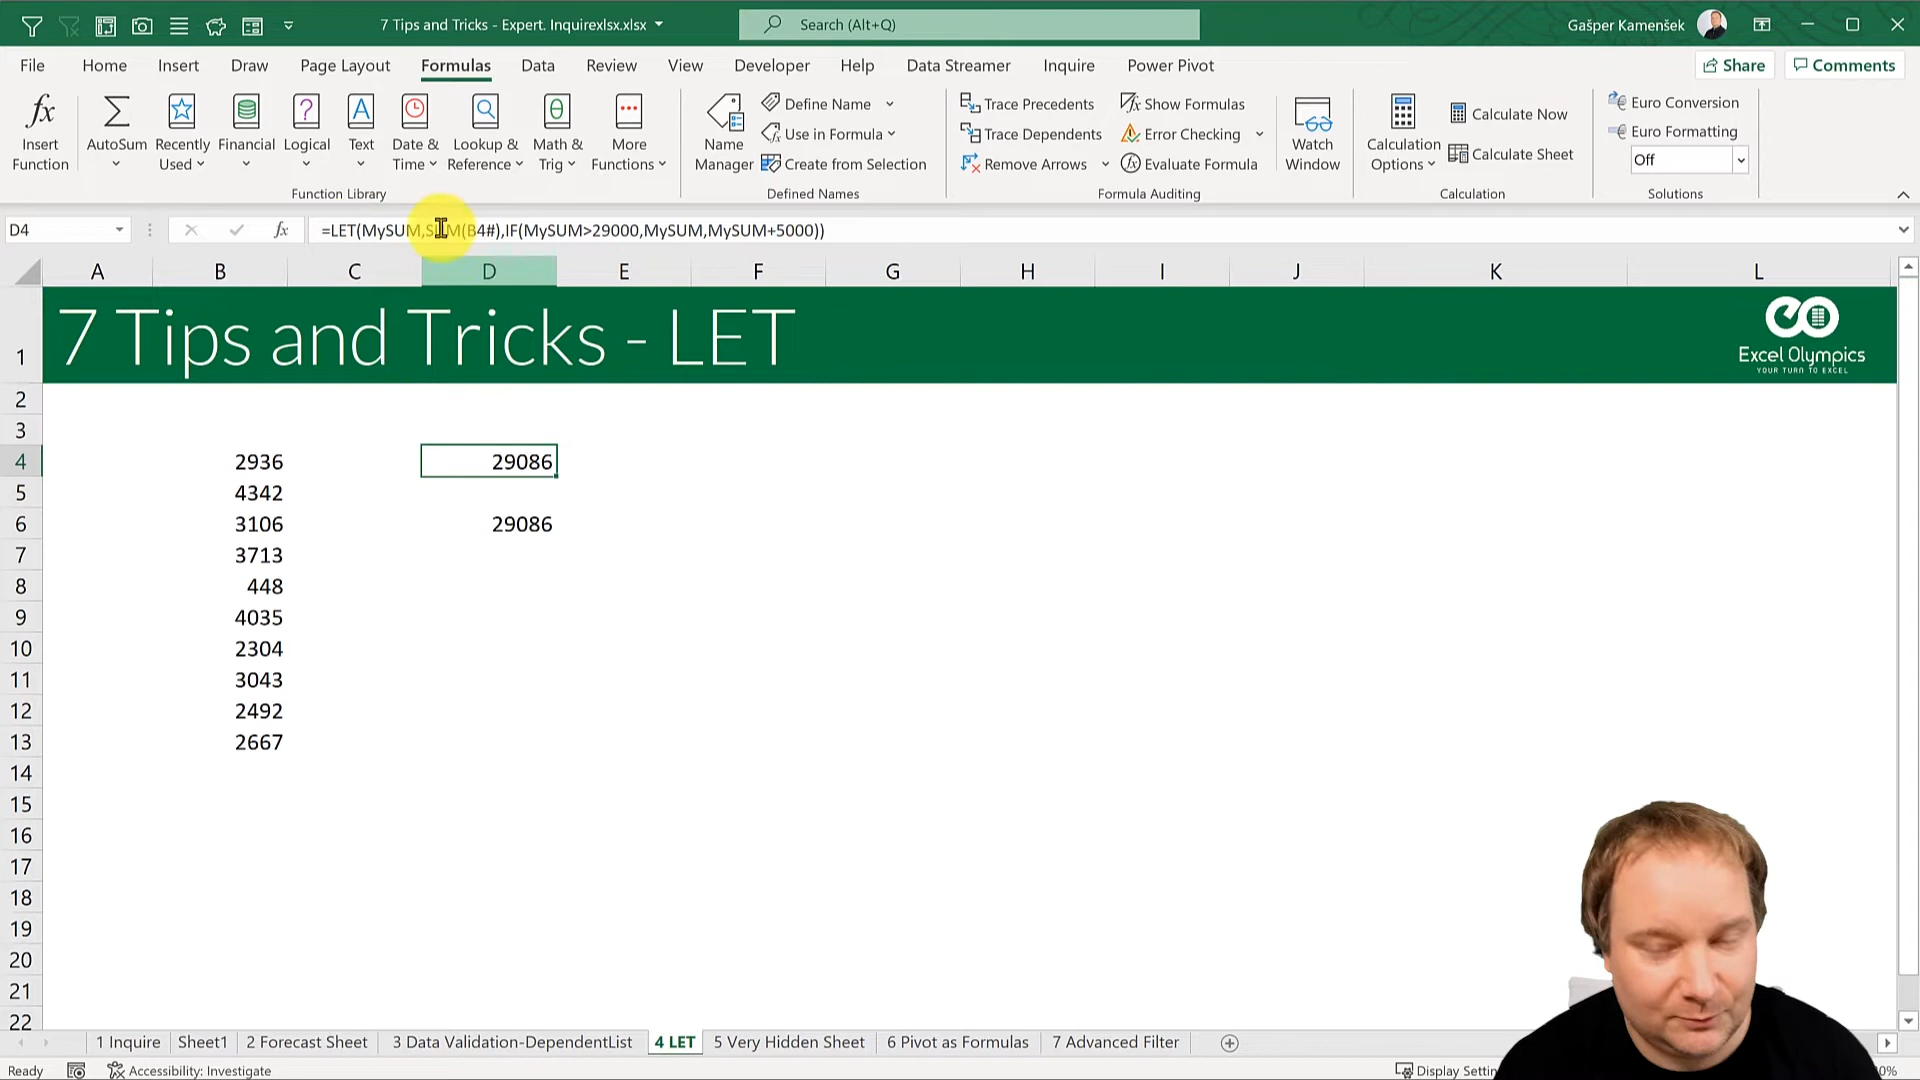 7 Tips and Tricks - Expert. Inquirexlsx.xlsx
Search (Alt+Q)
Gašper Kamenšek
File Home Insert Draw Page Layout Formulas Data Review View Developer Help Data Streamer Inquire Power Pivot
Share Comments
Insert Function
AutoSum
Recently Used
Financial
Logical
Text
Date & Time
Lookup & Reference
Math & Trig
More Functions
Function Library
Name Manager
Define Name
Use in Formula
Create from Selection
Defined Names
Trace Precedents
Trace Dependents
Remove Arrows
Show Formulas
Error Checking
Evaluate Formula
Formula Auditing
Watch Window
Calculation Options
Calculate Now
Calculate Sheet
Calculation
Euro Conversion
Euro Formatting
Off
Solutions
D4
fx
=LET(MySUM,SUM(B4#),IF(MySUM>29000,MySUM,MySUM+5000))
A B C D E F G H I J K L
1 7 Tips and Tricks - LET
Excel Olympics
YOUR TURN TO EXCEL
2
3
4 2936 29086
5 4342
6 3106 29086
7 3713
8 448
9 4035
10 2304
11 3043
12 2492
13 2667
14
15
16
17
18
19
20
21
22
1 Inquire Sheet1 2 Forecast Sheet 3 Data Validation-DependentList 4 LET 5 Very Hidden Sheet 6 Pivot as Formulas 7 Advanced Filter
Ready Accessibility: Investigate
Display